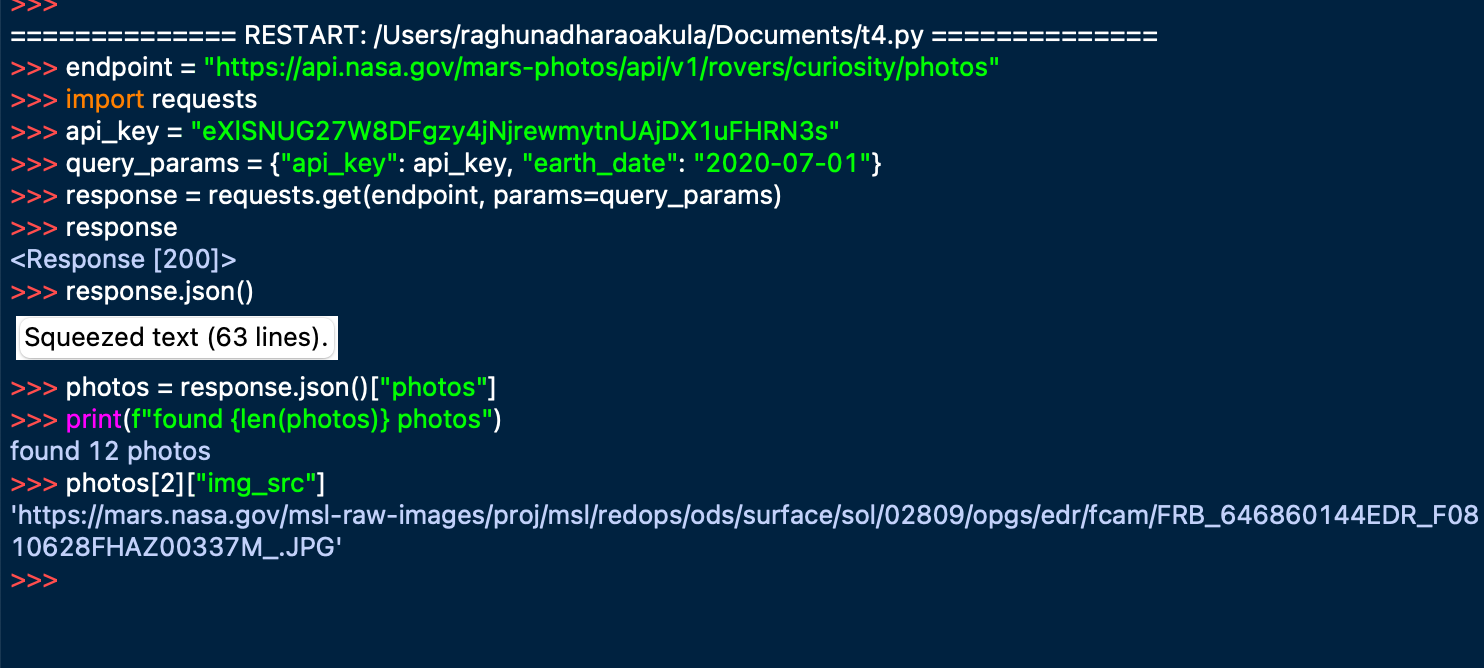 >>>
============== RESTART: /Users/raghunadharaoakula/Documents/t4.py ==============
>>> endpoint = "https://api.nasa.gov/mars-photos/api/v1/rovers/curiosity/photos"
>>> import requests
>>> api_key = "eXlSNUG27W8DFgzy4jNjrewmytnUAjDX1uFHRN3s"
>>> query_params = {"api_key": api_key, "earth_date": "2020-07-01"}
>>> response = requests.get(endpoint, params=query_params)
>>> response
<Response [200]>
>>> response.json()
Squeezed text (63 lines).
>>> photos = response.json()["photos"]
>>> print(f"found {len(photos)} photos")
found 12 photos
>>> photos[2]["img_src"]
'https://mars.nasa.gov/msl-raw-images/proj/msl/redops/ods/surface/sol/02809/opgs/edr/fcam/FRB_646860144EDR_F08
10628FHAZ00337M_.JPG'
>>>